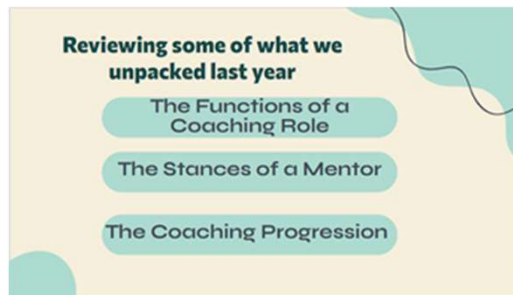 Reviewing some of what we
unpacked last year
The Functions of a
Coaching Role
The Stances of a Mentor
The Coaching Progression